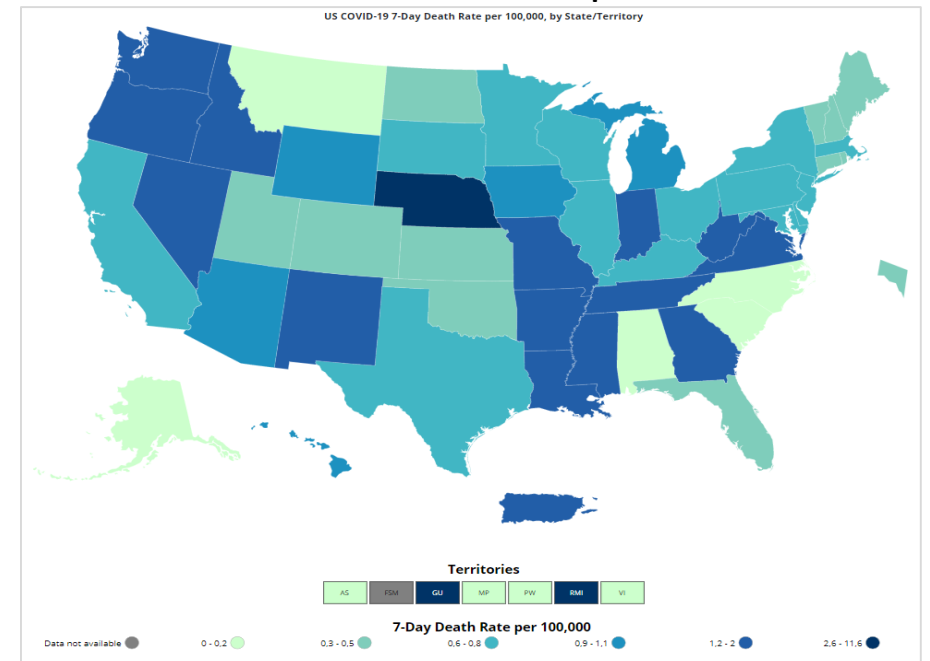 US COVID-19 7-Day Death Rate per 100,000, by State/Territory
Territories
AS FSM GU MP PW RMI VI
7-Day Death Rate per 100,000
Data not available 0 - 0.2 0.3 - 0.5 0.6 - 0.8 0.9 - 1.1 1.2 - 2 2.6 - 11.6